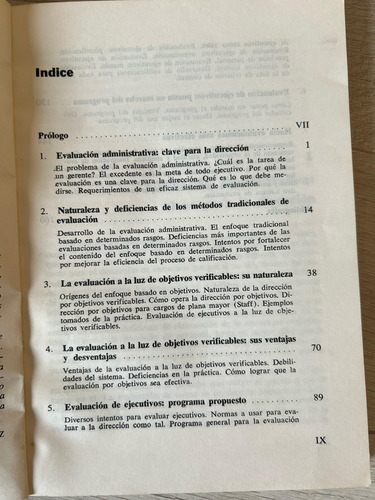 Indice
Prólogo VII
1. Evaluación administrativa: clave para la dirección 1
El problema de la evaluación administrativa. ¿Cuál es la tarea de
un gerente? El excedente es la meta de todo ejecutivo. Por qué la
evaluación es una clave para la dirección. Qué es lo que debe me-
dirse. Requerimientos de un eficaz sistema de evaluación.
2. Naturaleza y deficiencias de los métodos tradicionales de
evaluación 14
Desarrollo de la evaluación administrativa. El enfoque tradicional
basado en determinados rasgos. Deficiencias más importantes de las
evaluaciones basadas en determinados rasgos. Intentos por fortalecer
el contenido del enfoque basado en determinados rasgos. Intentos
por mejorar la eficiencia del proceso de calificación.
3. La evaluación a la luz de objetivos verificables: su naturaleza 38
Orígenes del enfoque basado en objetivos. Naturaleza de la dirección
por objetivos verificables. Cómo opera la dirección por objetivos. Di-
rección por objetivos para cargos de plana mayor (Staff). Ejemplos
tomados de la práctica. Evaluación de ejecutivos a la luz de obje-
tivos verificables.
4. La evaluación a la luz de objetivos verificables: sus ventajas
y desventajas 70
Ventajas de la evaluación a la luz de objetivos verificables. Debili-
dades del sistema. Deficiencias en la práctica. Cómo lograr que la
evaluación por objetivos sea efectiva.
5. Evaluación de ejecutivos: programa propuesto 89
Diversos intentos para evaluar ejecutivos. Normas a usar para eva-
luar a la dirección como tal. Programa general para la evaluación
IX